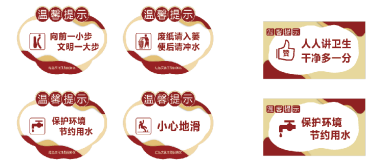 温馨提示
向前一小步
文明一大步
温馨提示
废纸请入篓
便后请冲水
温馨提示
人人讲卫生
干净多一分
温馨提示
保护环境
节约用水
温馨提示
小心地滑
温馨提示
保护环境
节约用水